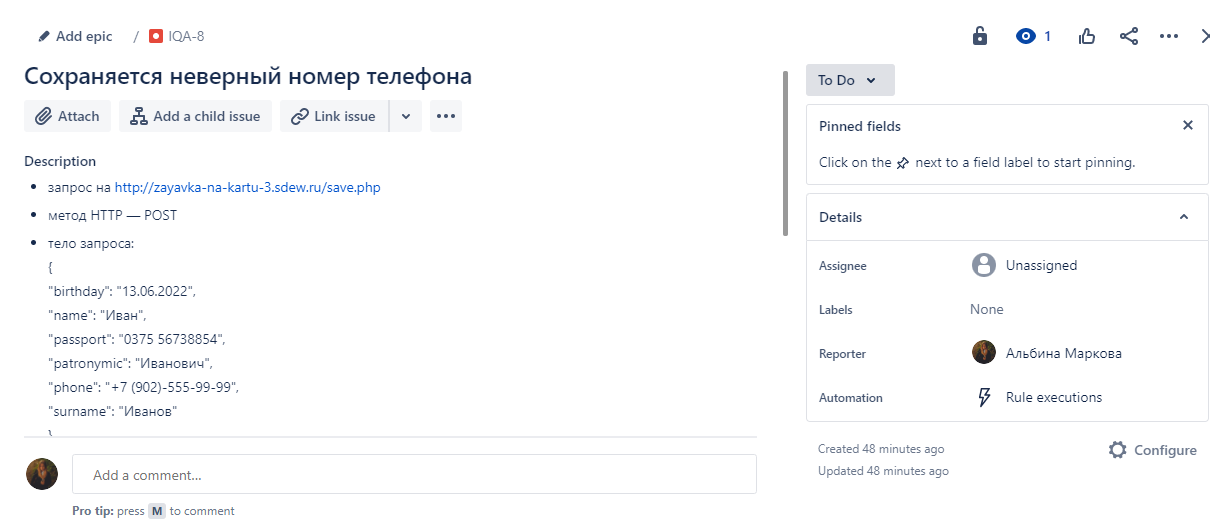 Add epic / IQA-8
1
Сохраняется неверный номер телефона
Attach
Add a child issue
Link issue
Description
запрос на http://zayavka-na-kartu-3.sdew.ru/save.php
метод HTTP — POST
тело запроса:
{
"birthday": "13.06.2022",
"name": "Иван",
"passport": "0375 56738854",
"patronymic": "Иванович",
"phone": "+7 (902)-555-99-99",
"surname": "Иванов"
}
Add a comment...
Pro tip: press M to comment
To Do
Pinned fields
Click on the next to a field label to start pinning.
Details
Assignee
Unassigned
Labels
None
Reporter
Альбина Маркова
Automation
Rule executions
Created 48 minutes ago
Configure
Updated 48 minutes ago